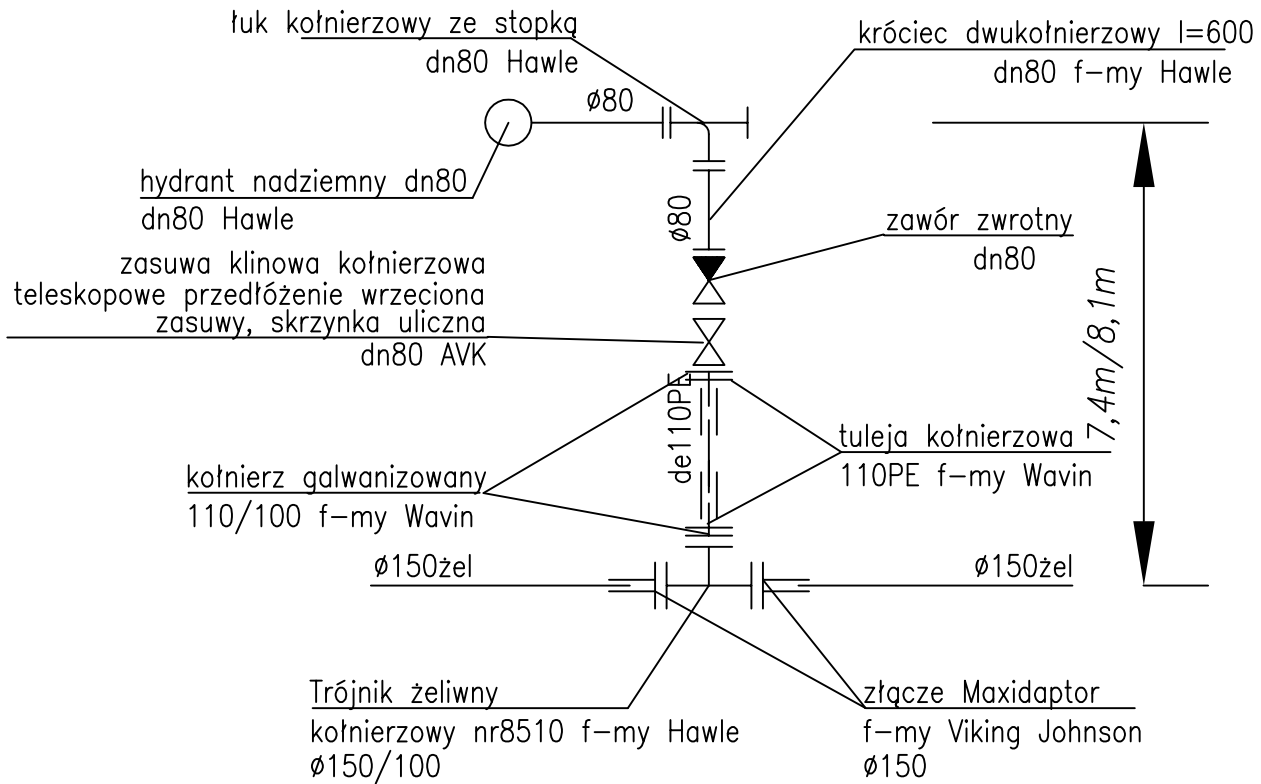 łuk kołnierzowy ze stopką
dn80 Hawle
króciec dwukołnierzowy l=600
dn80 f-my Hawle
ø80
hydrant nadziemny dn80
dn80 Hawle
ø80
zawór zwrotny
dn80
zasuwa klinowa kołnierzowa
teleskopowe przedłóżenie wrzeciona
zasuwy, skrzynka uliczna
dn80 AVK
7,4m/8,1m
de110PE
tuleja kołnierzowa
110PE f-my Wavin
kołnierz galwanizowany
110/100 f-my Wavin
ø150żel
ø150żel
Trójnik żeliwny
kołnierzowy nr8510 f-my Hawle
ø150/100
złącze Maxidaptor
f-my Viking Johnson
ø150